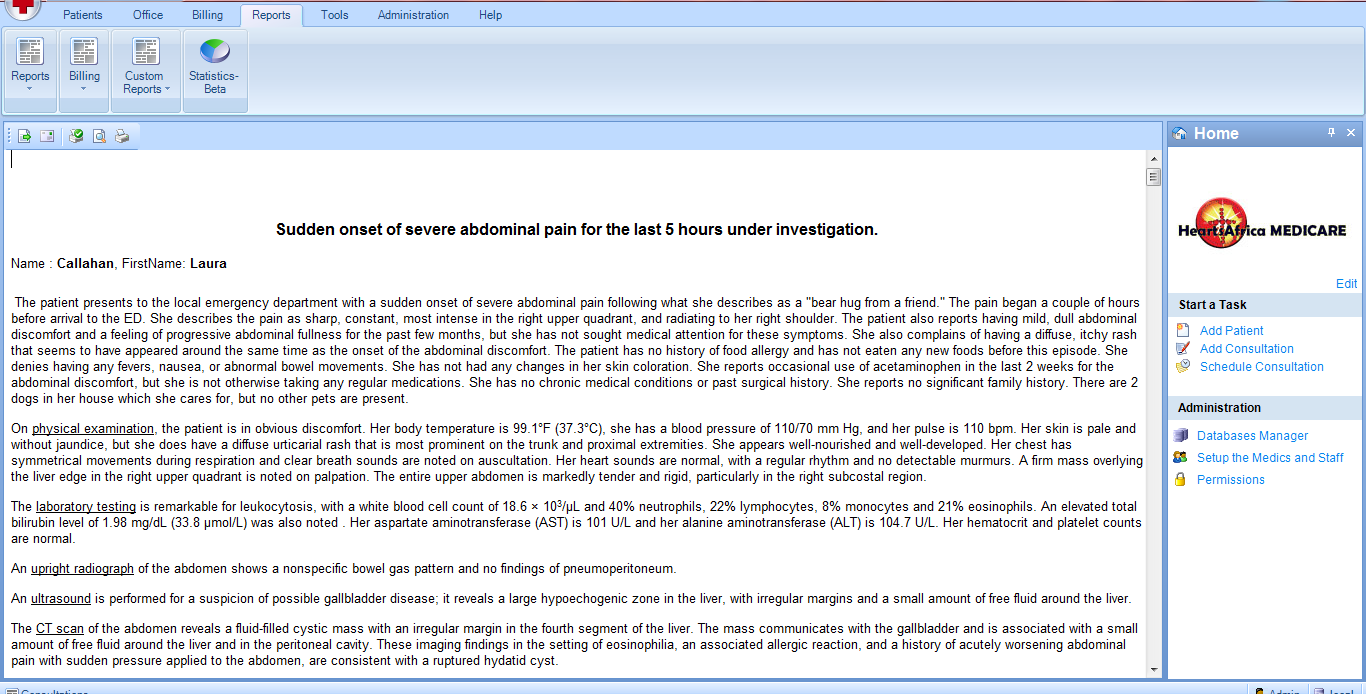 Patients Office Billing Reports Tools Administration Help
Reports Billing Custom Reports Statistics-Beta
Home
Sudden onset of severe abdominal pain for the last 5 hours under investigation.
Name : Callahan, FirstName: Laura
The patient presents to the local emergency department with a sudden onset of severe abdominal pain following what she describes as a "bear hug from a friend." The pain began a couple of hours
before arrival to the ED. She describes the pain as sharp, constant, most intense in the right upper quadrant, and radiating to her right shoulder. The patient also reports having mild, dull abdominal
discomfort and a feeling of progressive abdominal fullness for the past few months, but she has not sought medical attention for these symptoms. She also complains of having a diffuse, itchy rash
that seems to have appeared around the same time as the onset of the abdominal discomfort. The patient has no history of food allergy and has not eaten any new foods before this episode. She
denies having any fevers, nausea, or abnormal bowel movements. She has not had any changes in her skin coloration. She reports occasional use of acetaminophen in the last 2 weeks for the
abdominal discomfort, but she is not otherwise taking any regular medications. She has no chronic medical conditions or past surgical history. She reports no significant family history. There are 2
dogs in her house which she cares for, but no other pets are present.
On physical examination, the patient is in obvious discomfort. Her body temperature is 99.1°F (37.3°C), she has a blood pressure of 110/70 mm Hg, and her pulse is 110 bpm. Her skin is pale and
without jaundice, but she does have a diffuse urticarial rash that is most prominent on the trunk and proximal extremities. She appears well-nourished and well-developed. Her chest has
symmetrical movements during respiration and clear breath sounds are noted on auscultation. Her heart sounds are normal, with a regular rhythm and no detectable murmurs. A firm mass overlying
the liver edge in the right upper quadrant is noted on palpation. The entire upper abdomen is markedly tender and rigid, particularly in the right subcostal region.
The laboratory testing is remarkable for leukocytosis, with a white blood cell count of 18.6 × 10³/µL and 40% neutrophils, 22% lymphocytes, 8% monocytes and 21% eosinophils. An elevated total
bilirubin level of 1.98 mg/dL (33.8 µmol/L) was also noted . Her aspartate aminotransferase (AST) is 101 U/L and her alanine aminotransferase (ALT) is 104.7 U/L. Her hematocrit and platelet counts
are normal.
An upright radiograph of the abdomen shows a nonspecific bowel gas pattern and no findings of pneumoperitoneum.
An ultrasound is performed for a suspicion of possible gallbladder disease; it reveals a large hypoechogenic zone in the liver, with irregular margins and a small amount of free fluid around the liver.
The CT scan of the abdomen reveals a fluid-filled cystic mass with an irregular margin in the fourth segment of the liver. The mass communicates with the gallbladder and is associated with a small
amount of free fluid around the liver and in the peritoneal cavity. These imaging findings in the setting of eosinophilia, an associated allergic reaction, and a history of acutely worsening abdominal
pain with sudden pressure applied to the abdomen, are consistent with a ruptured hydatid cyst.
HeartsAfrica MEDICARE
Edit
Start a Task
Add Patient
Add Consultation
Schedule Consultation
Administration
Databases Manager
Setup the Medics and Staff
Permissions
Consultations Admin local